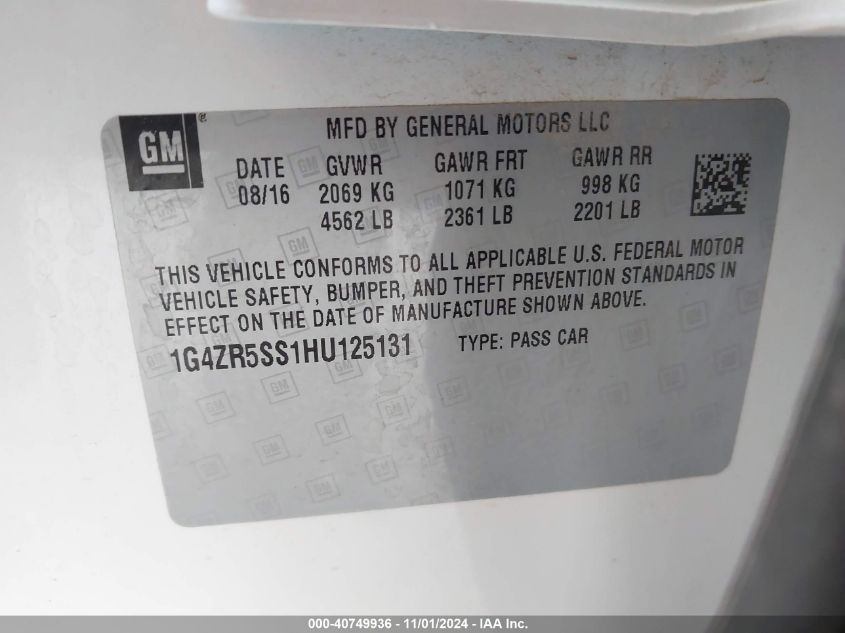 GM®
MFD BY GENERAL MOTORS LLC
DATE GVWR GAWR FRT GAWR RR
08/16 2069 KG 1071 KG 998 KG
4562 LB 2361 LB 2201 LB
THIS VEHICLE CONFORMS TO ALL APPLICABLE U.S. FEDERAL MOTOR
VEHICLE SAFETY, BUMPER, AND THEFT PREVENTION STANDARDS IN
EFFECT ON THE DATE OF MANUFACTURE SHOWN ABOVE.
1G4ZR5SS1HU125131 TYPE: PASS CAR
000-40749936 - 11/01/2024 - IAA Inc.